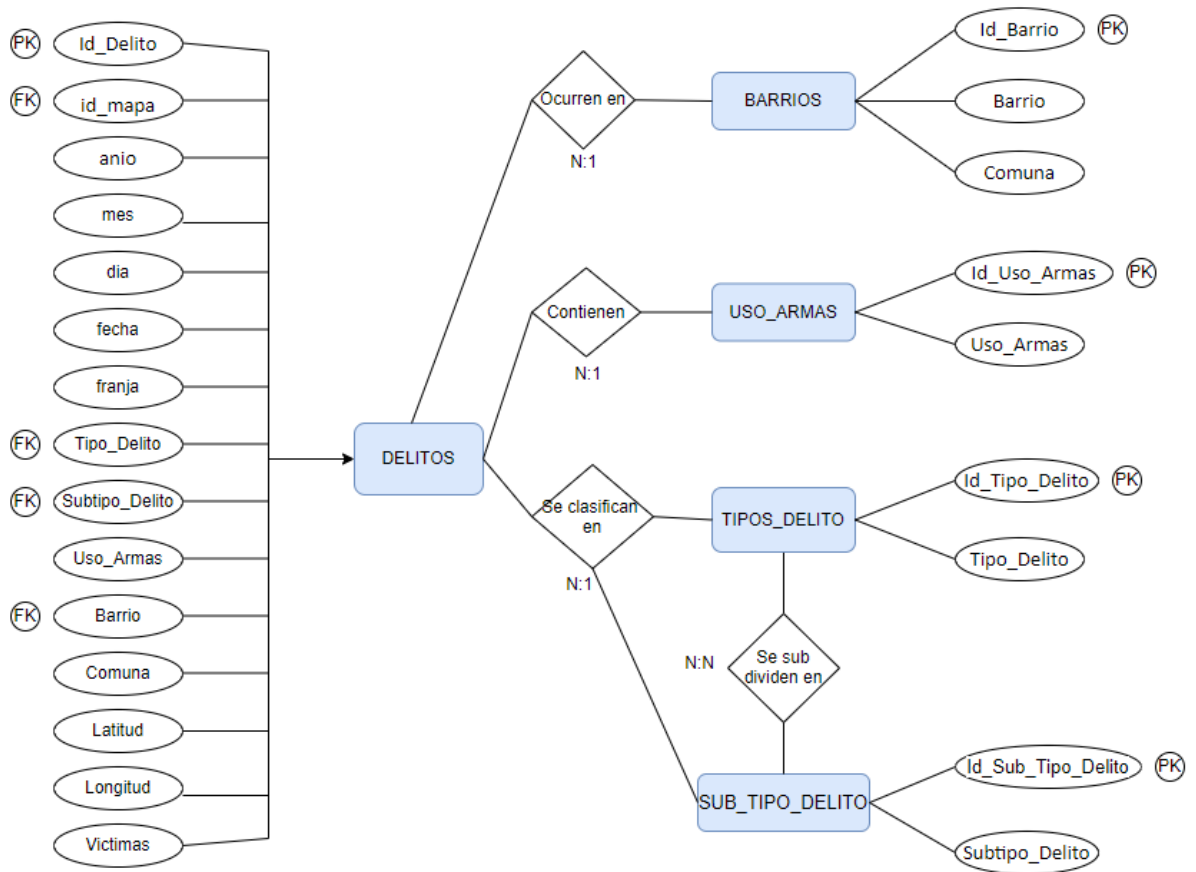 PK
Id_Delito
FK
id_mapa
anio
mes
dia
fecha
franja
FK
Tipo_Delito
FK
Subtipo_Delito
Uso_Armas
FK
Barrio
Comuna
Latitud
Longitud
Victimas
DELITOS
Ocurren en
N:1
BARRIOS
Id_Barrio
PK
Barrio
Comuna
Contienen
N:1
USO_ARMAS
Id_Uso_Armas
PK
Uso_Armas
Se clasifican
en
N:1
TIPOS_DELITO
Id_Tipo_Delito
PK
Tipo_Delito
N:N
Se sub
dividen en
SUB_TIPO_DELITO
Id_Sub_Tipo_Delito
PK
Subtipo_Delito